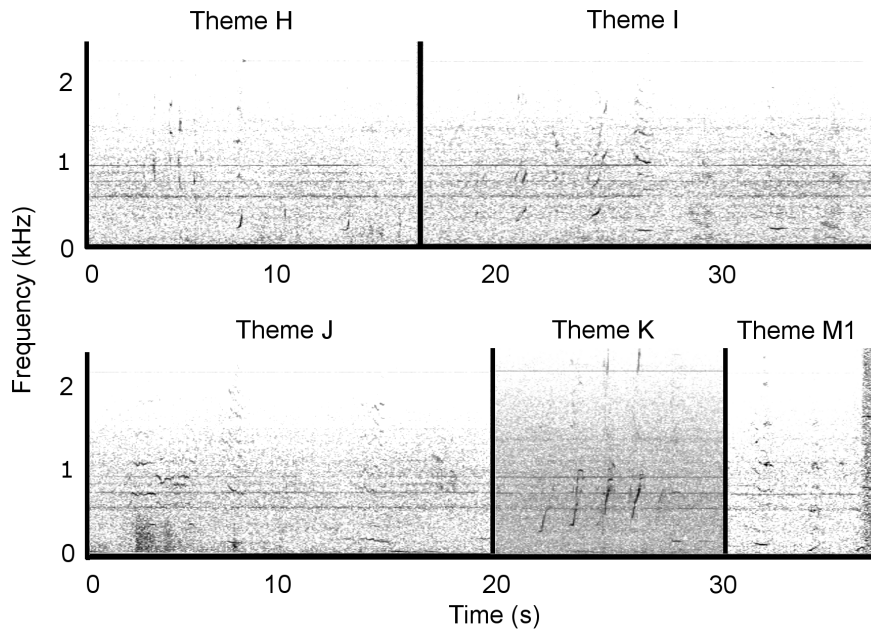 Theme H Theme I
2
1
0
0 10 20 30
Frequency (kHz)
Theme J Theme K Theme M1
2
1
0
0 10 20 30
Time (s)